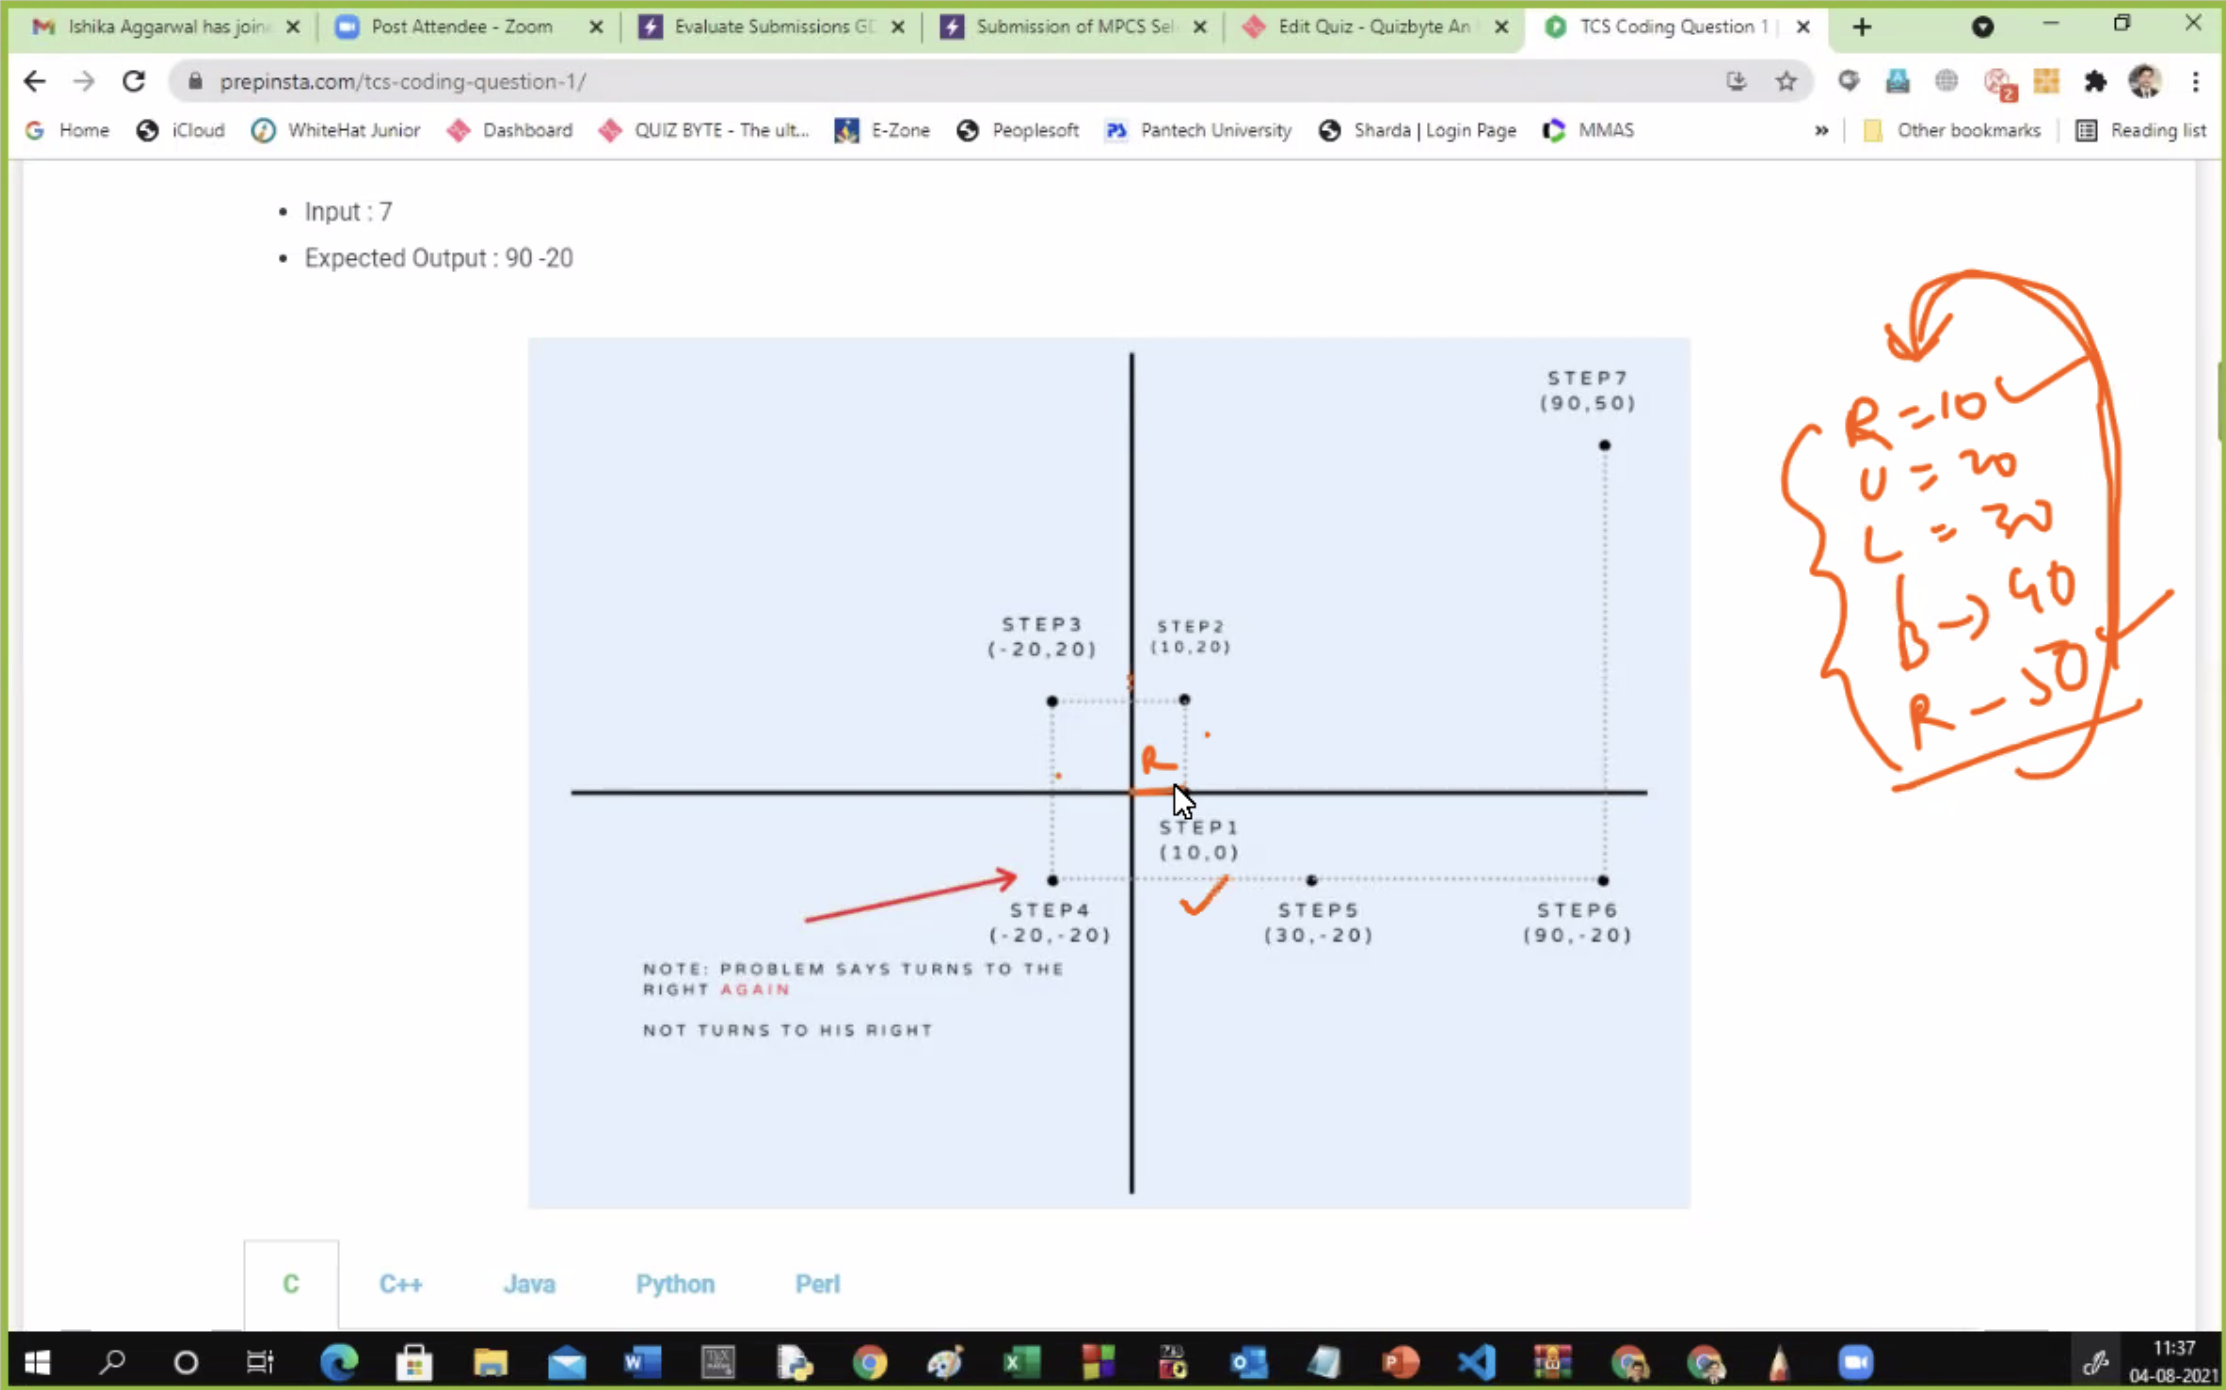 Ishika Aggarwal has join
Post Attendee - Zoom
Evaluate Submissions GD
Submission of MPCS Sel
Edit Quiz - Quizbyte An
TCS Coding Question 1 |
prepinsta.com/tcs-coding-question-1/
2
Home
iCloud
WhiteHat Junior
Dashboard
QUIZ BYTE - The ult...
E-Zone
Peoplesoft
Pantech University
Sharda | Login Page
MMAS
»
Other bookmarks
Reading list
• Input : 7
• Expected Output : 90 -20
STEP7
(90,50)
R = 10
U = 20
L = 30
B → 40
R - 50
STEP3
(-20,20)
STEP2
(10,20)
R
STEP1
(10,0)
STEP4
(-20,-20)
STEP5
(30,-20)
STEP6
(90,-20)
NOTE: PROBLEM SAYS TURNS TO THE
RIGHT AGAIN
NOT TURNS TO HIS RIGHT
C
C++
Java
Python
Perl
11:37
04-08-2021